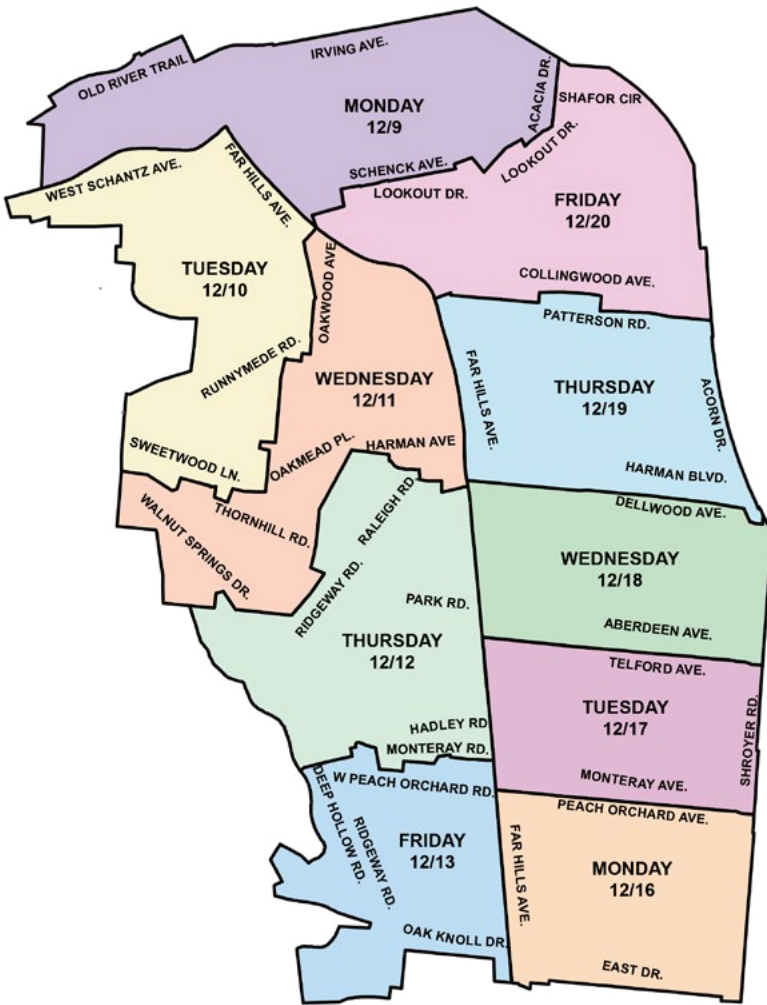 OLD RIVER TRAIL
IRVING AVE.
MONDAY
12/9
ACACIA DR.
SHAFOR CIR
SCHENCK AVE.
LOOKOUT DR.
LOOKOUT DR.
FRIDAY
12/20
COLLINGWOOD AVE.
WEST SCHANTZ AVE.
FAR HILLS AVE.
TUESDAY
12/10
RUNNYMEDE RD.
SWEETWOOD LN.
OAKWOOD AVE
WEDNESDAY
12/11
OAKMEAD PL.
HARMAN AVE
THORNHILL RD.
WALNUT SPRINGS DR.
PATTERSON RD.
FAR HILLS AVE.
THURSDAY
12/19
ACORN DR.
HARMAN BLVD.
DELLWOOD AVE.
WEDNESDAY
12/18
ABERDEEN AVE.
RALEIGH RD.
RIDGEWAY RD.
PARK RD.
THURSDAY
12/12
HADLEY RD
MONTERAY RD.
TELFORD AVE.
TUESDAY
12/17
SHROYER RD.
MONTERAY AVE.
W PEACH ORCHARD RD.
DEEP HOLLOW RD.
RIDGEWAY RD.
FRIDAY
12/13
OAK KNOLL DR.
PEACH ORCHARD AVE.
FAR HILLS AVE.
MONDAY
12/16
EAST DR.